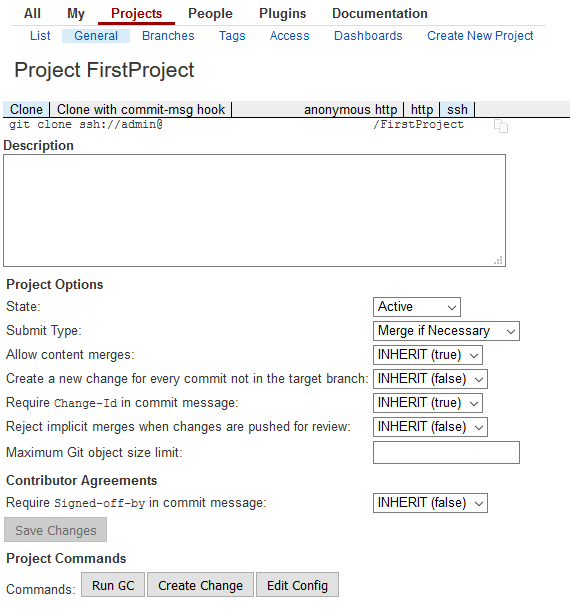 All My Projects People Plugins Documentation
List General Branches Tags Access Dashboards Create New Project
Project FirstProject
Clone Clone with commit-msg hook anonymous http http ssh
git clone ssh://admin@ /FirstProject
Description
Project Options
State: Active
Submit Type: Merge if Necessary
Allow content merges: INHERIT (true)
Create a new change for every commit not in the target branch: INHERIT (false)
Require Change-Id in commit message: INHERIT (true)
Reject implicit merges when changes are pushed for review: INHERIT (false)
Maximum Git object size limit:
Contributor Agreements
Require Signed-off-by in commit message: INHERIT (false)
Save Changes
Project Commands
Commands: Run GC Create Change Edit Config